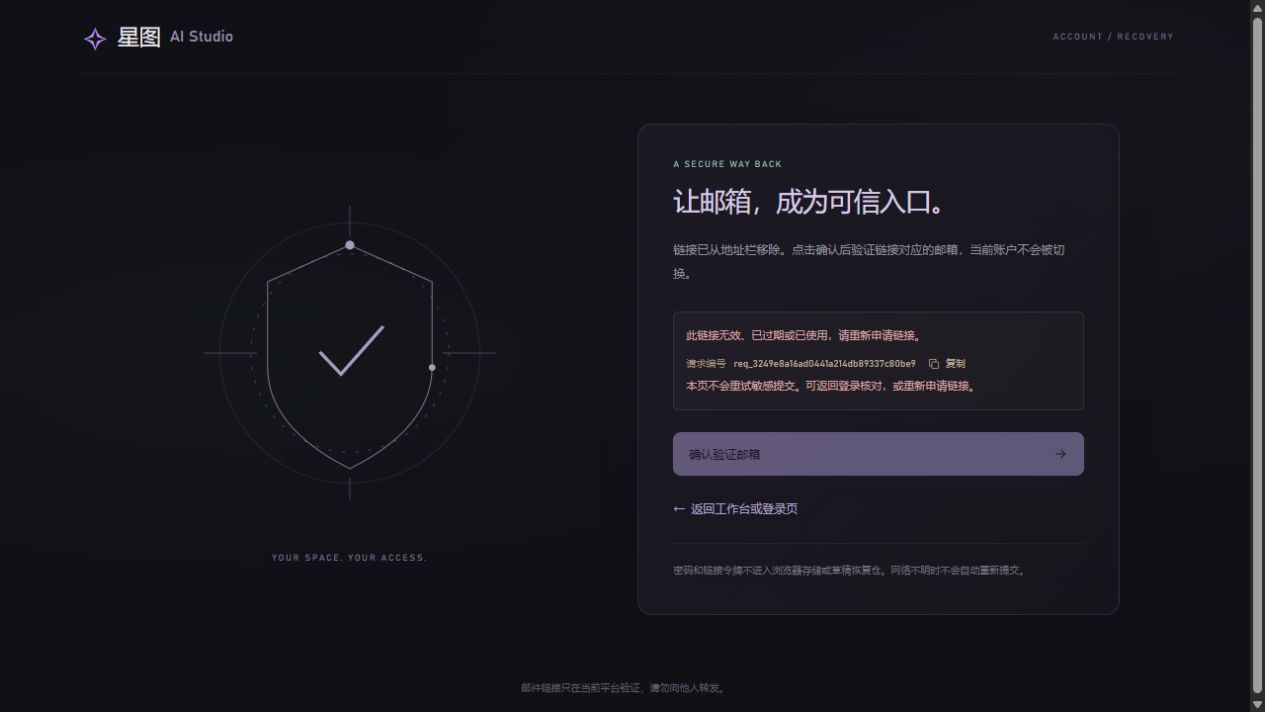 星图 AI Studio
ACCOUNT / RECOVERY
A SECURE WAY BACK
让邮箱，成为可信入口。
链接已从地址栏移除。点击确认后验证链接对应的邮箱，当前账户不会被切
换。
此链接无效、已过期或已使用，请重新申请链接。
请求编号 req_3249e8a16ad0441a214db89337c80be9 复制
本页不会重试敏感提交。可返回登录核对，或重新申请链接。
确认验证邮箱 →
← 返回工作台或登录页
密码和链接令牌不进入浏览器存储或草稿恢复仓。网络不明时不会自动重新提交。
YOUR SPACE. YOUR ACCESS.
邮件链接只在当前平台验证，请勿向他人转发。